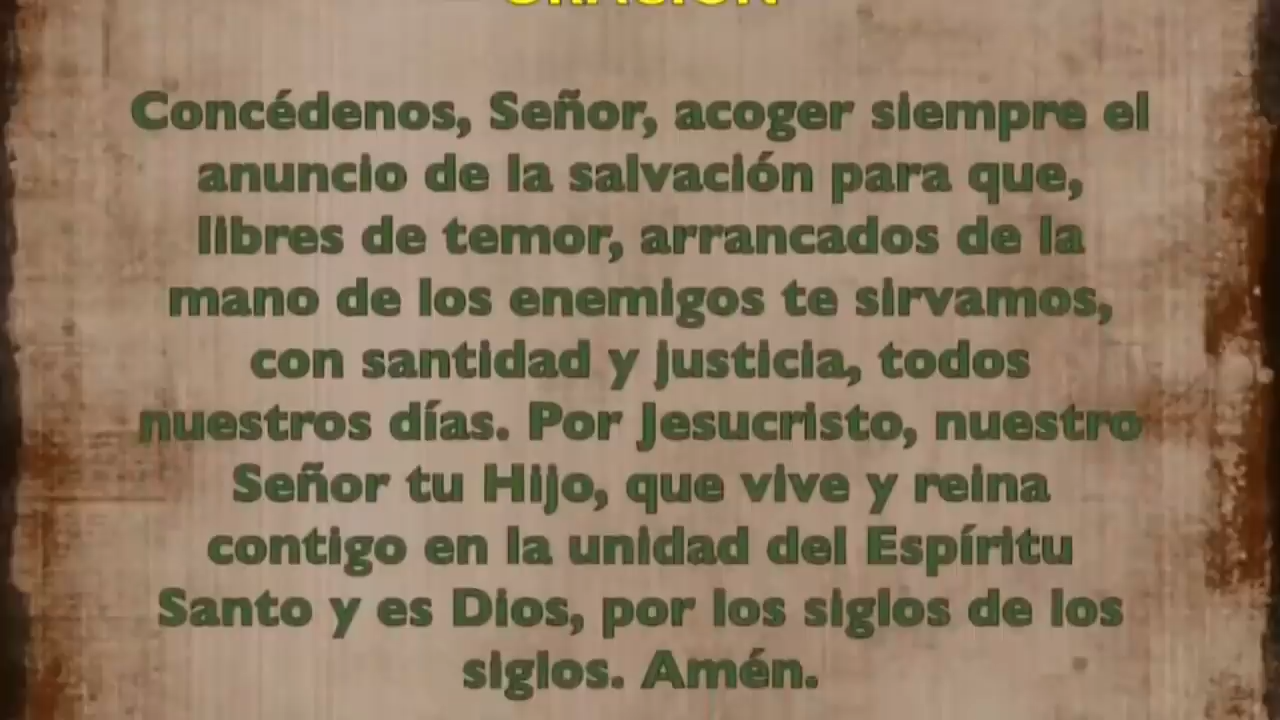 ORACIÓN
Concédenos, Señor, acoger siempre el
anuncio de la salvación para que,
libres de temor, arrancados de la
mano de los enemigos te sirvamos,
con santidad y justicia, todos
nuestros días. Por Jesucristo, nuestro
Señor tu Hijo, que vive y reina
contigo en la unidad del Espíritu
Santo y es Dios, por los siglos de los
siglos. Amén.